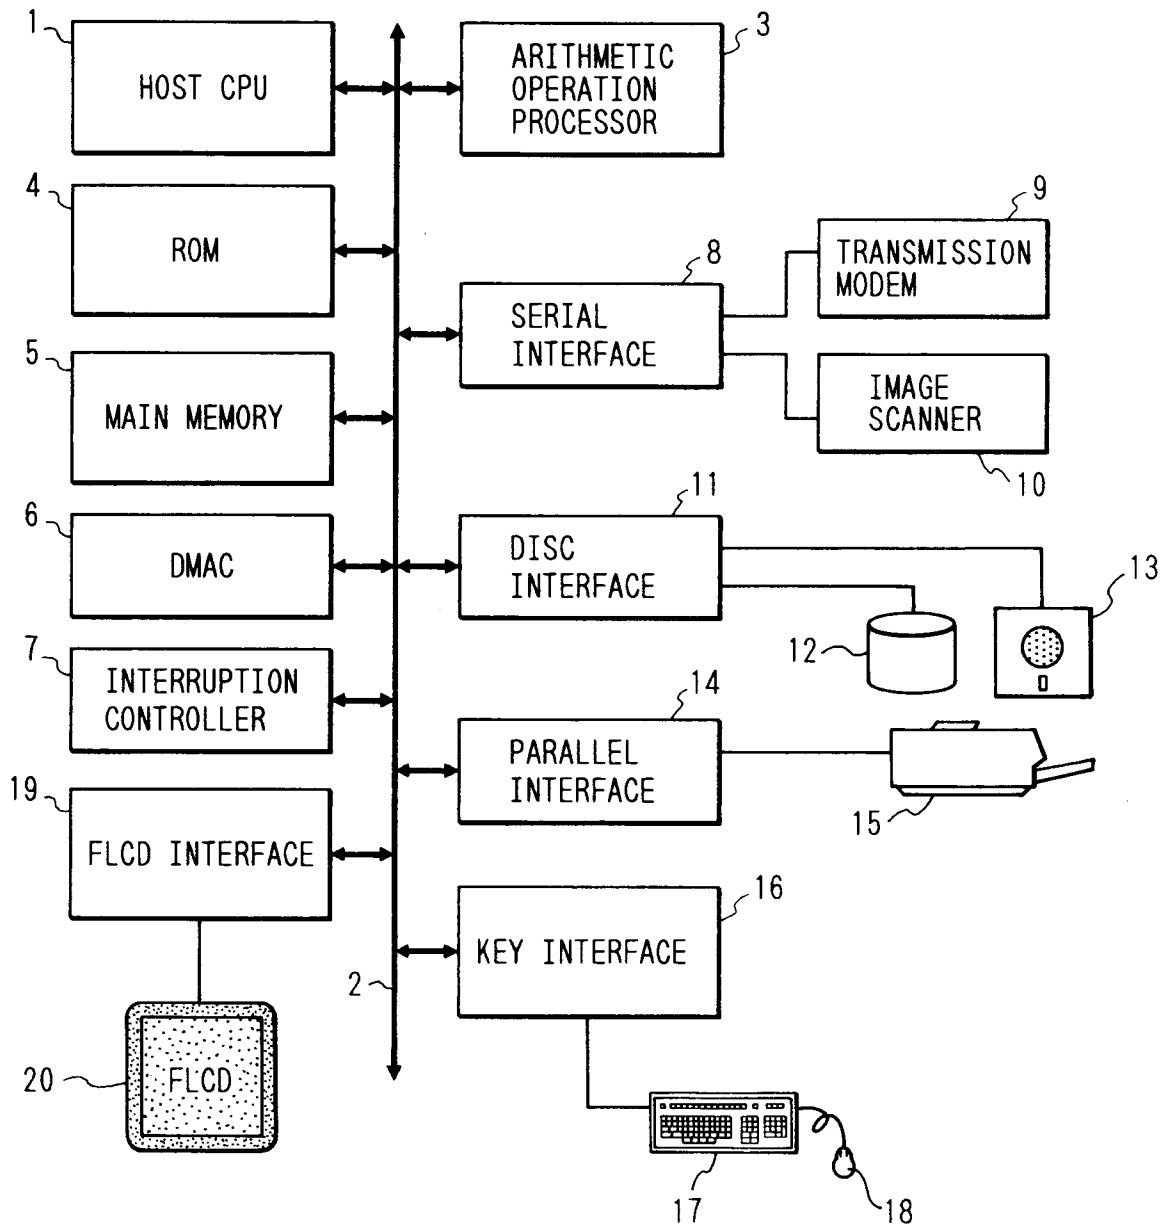 1
HOST CPU
3
ARITHMETIC
OPERATION
PROCESSOR
4
ROM
8
SERIAL
INTERFACE
9
TRANSMISSION
MODEM
5
MAIN MEMORY
IMAGE
SCANNER
10
6
DMAC
11
DISC
INTERFACE
12
13
7
INTERRUPTION
CONTROLLER
14
PARALLEL
INTERFACE
15
19
FLCD INTERFACE
16
KEY INTERFACE
2
20
FLCD
17
18